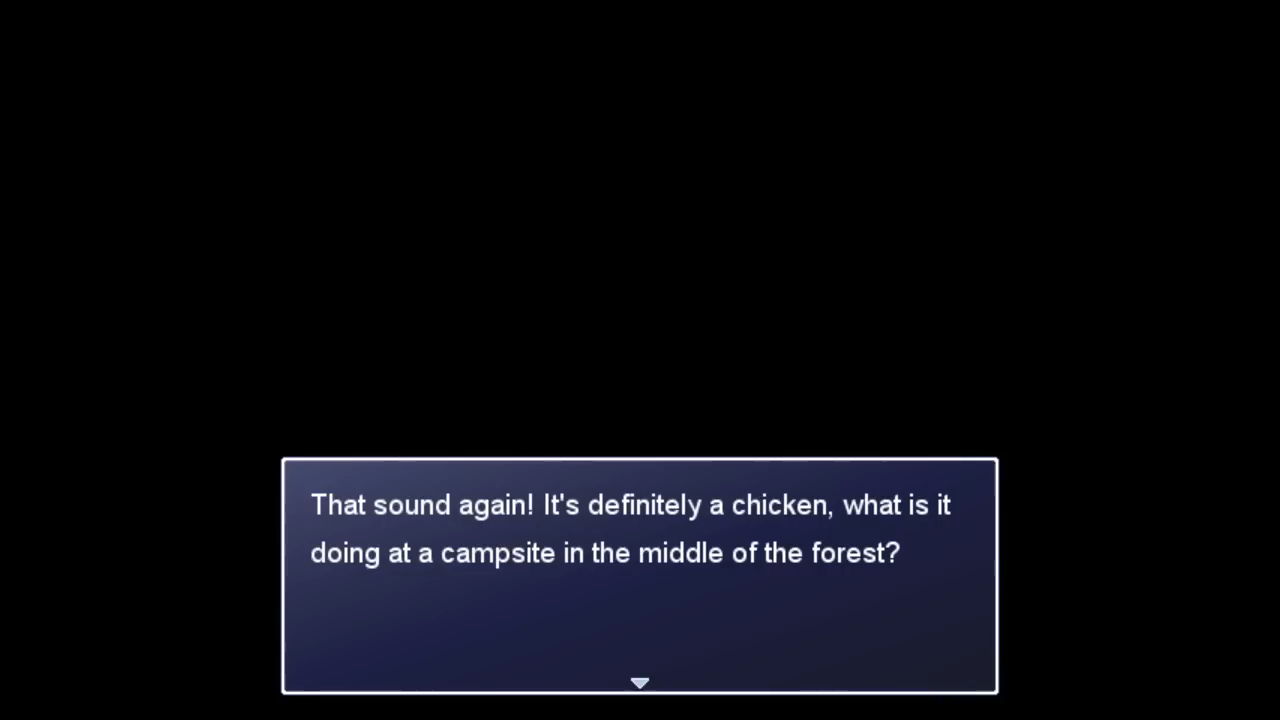 That sound again! It's definitely a chicken, what is it
doing at a campsite in the middle of the forest?